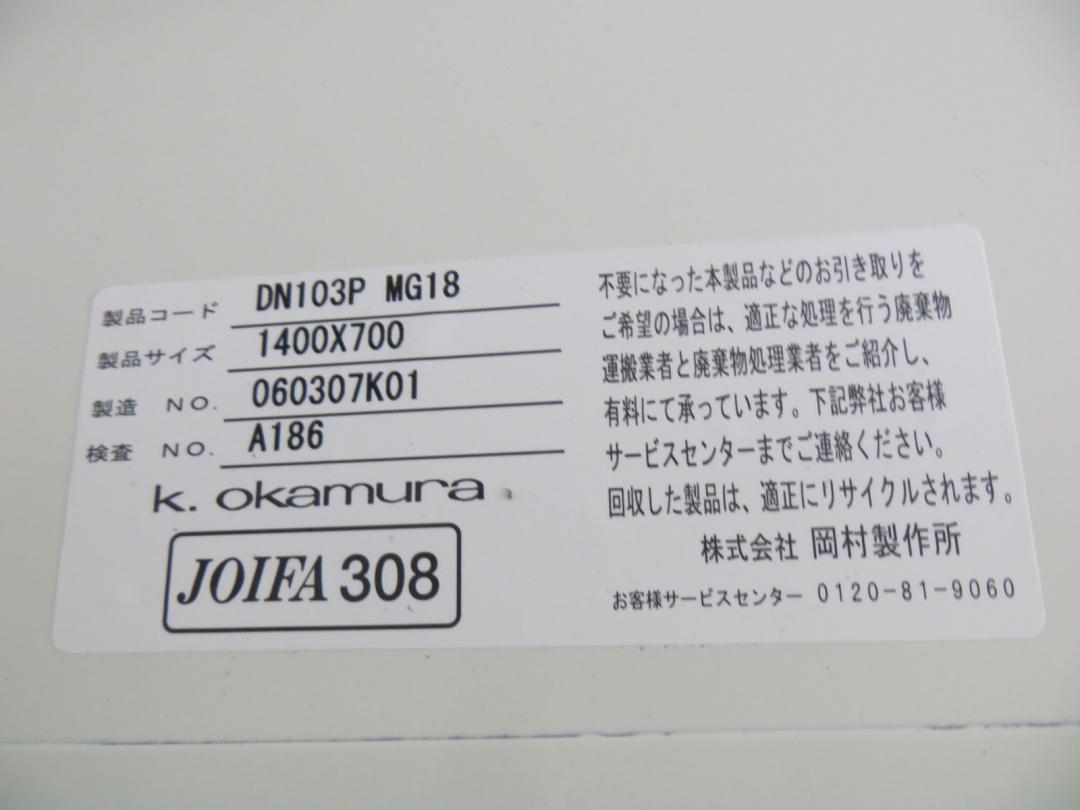 製品コード DN103P MG18
製品サイズ 1400X700
製造 NO. 060307K01
検査 NO. A186
k. okamura
JOIFA 308
不要になった本製品などのお引き取りを
ご希望の場合は、適正な処理を行う廃棄物
運搬業者と廃棄物処理業者をご紹介し、
有料にて承っています。下記弊社お客様
サービスセンターまでご連絡ください。
回収した製品は、適正にリサイクルされます。
株式会社 岡村製作所
お客様サービスセンター 0120-81-9060